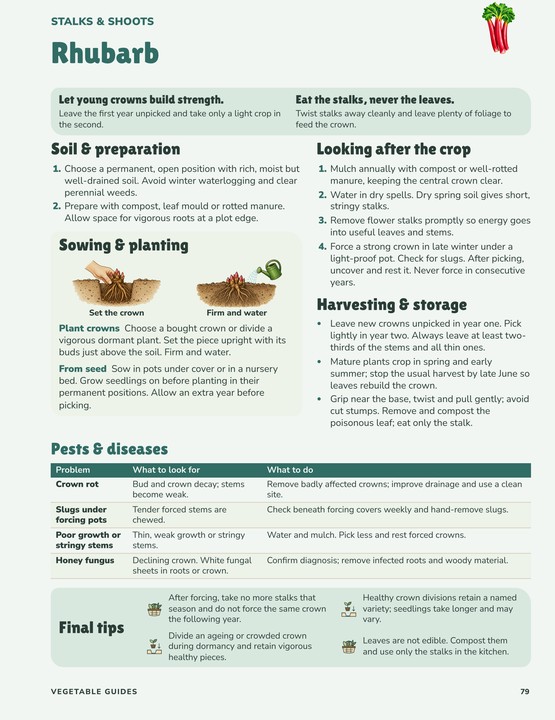 STALKS & SHOOTS
Rhubarb
Let young crowns build strength.
Leave the first year unpicked and take only a light crop in
the second.
Eat the stalks, never the leaves.
Twist stalks away cleanly and leave plenty of foliage to
feed the crown.
Soil & preparation
1. Choose a permanent, open position with rich, moist but
well-drained soil. Avoid winter waterlogging and clear
perennial weeds.
2. Prepare with compost, leaf mould or rotted manure.
Allow space for vigorous roots at a plot edge.
Sowing & planting
Set the crown
Firm and water
Plant crowns Choose a bought crown or divide a
vigorous dormant plant. Set the piece upright with its
buds just above the soil. Firm and water.
From seed Sow in pots under cover or in a nursery
bed. Grow seedlings on before planting in their
permanent positions. Allow an extra year before
picking.
Looking after the crop
1. Mulch annually with compost or well-rotted
manure, keeping the central crown clear.
2. Water in dry spells. Dry spring soil gives short,
stringy stalks.
3. Remove flower stalks promptly so energy goes
into useful leaves and stems.
4. Force a strong crown in late winter under a
light-proof pot. Check for slugs. After picking,
uncover and rest it. Never force in consecutive
years.
Harvesting & storage
• Leave new crowns unpicked in year one. Pick
lightly in year two. Always leave at least two-
thirds of the stems and all thin ones.
• Mature plants crop in spring and early
summer; stop the usual harvest by late June so
leaves rebuild the crown.
• Grip near the base, twist and pull gently; avoid
cut stumps. Remove and compost the
poisonous leaf; eat only the stalk.
Pests & diseases
Problem What to look for What to do
Crown rot Bud and crown decay; stems
become weak.
Remove badly affected crowns; improve drainage and use a clean
site.
Slugs under
forcing pots
Tender forced stems are
chewed.
Check beneath forcing covers weekly and hand-remove slugs.
Poor growth or
stringy stems
Thin, weak growth or stringy
stems.
Water and mulch. Pick less and rest forced crowns.
Honey fungus Declining crown. White fungal
sheets in roots or crown.
Confirm diagnosis; remove infected roots and woody material.
Final tips
After forcing, take no more stalks that
season and do not force the same crown
the following year.
Divide an ageing or crowded crown
during dormancy and retain vigorous
healthy pieces.
Healthy crown divisions retain a named
variety; seedlings take longer and may
vary.
Leaves are not edible. Compost them
and use only the stalks in the kitchen.
VEGETABLE GUIDES
79